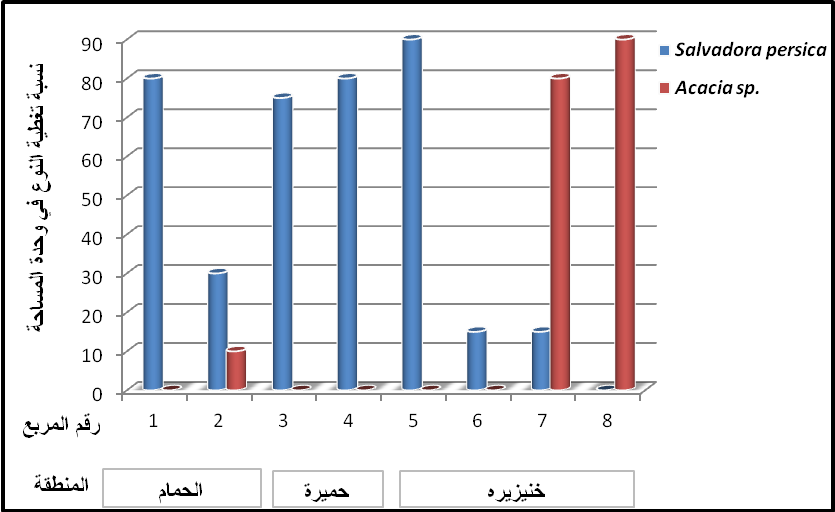 نسبة تغطية النوع في وحدة المساحة
90
80
70
60
50
40
30
20
10
0
Salvadora persica
Acacia sp.
رقم المربع 1 2 3 4 5 6 7 8
المنطقة الحمام حميرة خنيزيره